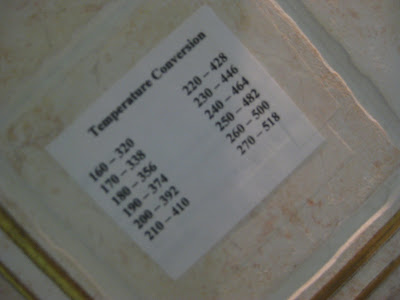 Temperature Conversion
160 – 320
170 – 338
180 – 356
190 – 374
200 – 392
210 – 410
220 – 428
230 – 446
240 – 464
250 – 482
260 – 500
270 – 518